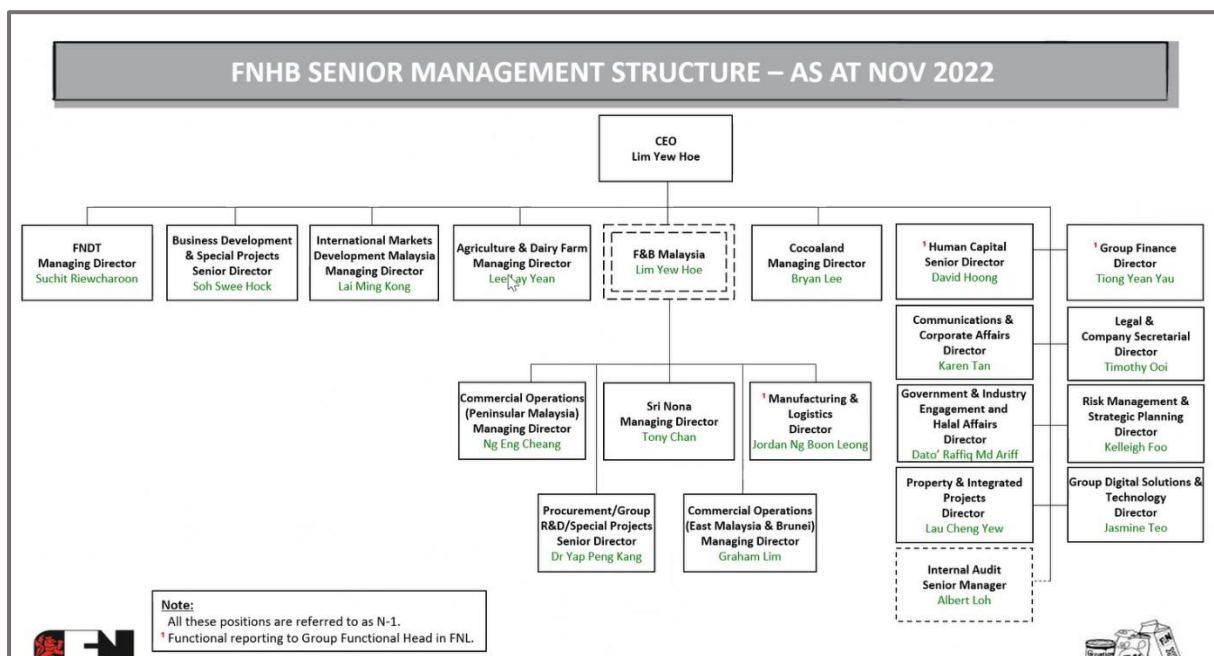 FNHB SENIOR MANAGEMENT STRUCTURE – AS AT NOV 2022
CEO
Lim Yew Hoe
FNDT
Managing Director
Suchit Riewcharoon
Business Development
& Special Projects
Senior Director
Soh Swee Hock
International Markets
Development Malaysia
Managing Director
Lai Ming Kong
Agriculture & Dairy Farm
Managing Director
Yean
F&B Malaysia
Lim Yew Hoe
Cocoaland
Managing Director
Bryan Lee
¹ Human Capital
Senior Director
David Hoong
¹ Group Finance
Director
Tiong Yean Yau
Communications &
Corporate Affairs
Director
Karen Tan
Legal &
Company Secretarial
Director
Timothy Ooi
Commercial Operations
(Peninsular Malaysia)
Managing Director
Ng Eng Cheang
Sri Nona
Managing Director
Tony Chan
¹ Manufacturing &
Logistics
Director
Jordan Ng Boon Leong
Government & Industry
Engagement and
Halal Affairs
Director
Dato' Raffiq Md Ariff
Risk Management &
Strategic Planning
Director
Kelleigh Foo
Procurement/Group
R&D/Special Projects
Senior Director
Dr Yap Peng Kang
Commercial Operations
(East Malaysia & Brunei)
Managing Director
Graham Lim
Property & Integrated
Projects
Director
Lau Cheng Yew
Group Digital Solutions &
Technology
Director
Jasmine Teo
Internal Audit
Senior Manager
Albert Loh
Note:
All these positions are referred to as N-1.
¹ Functional reporting to Group Functional Head in FNL.